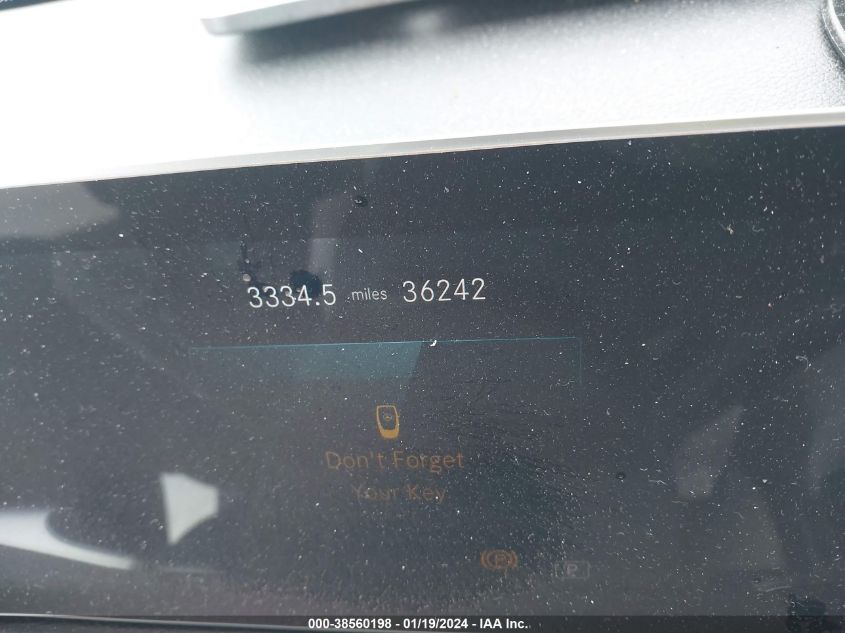 3334.5 miles 36242
Don't Forget
Your Key
P P
000-38560198 - 01/19/2024 - IAA Inc.